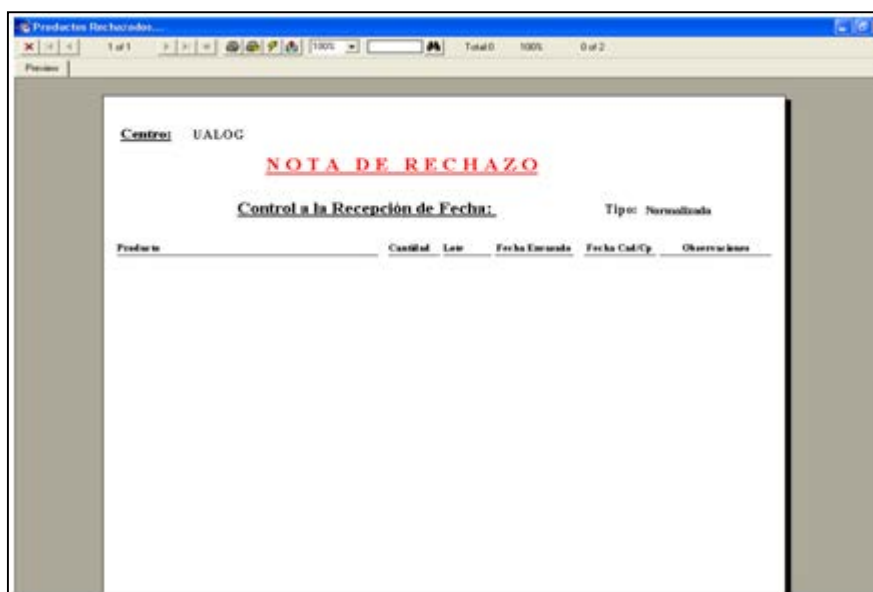 Productos Rechazados...
1 of 1 100% Total:0 100% 0 of 2
Preview
Centro: UALOG
NOTA DE RECHAZO
Control a la Recepción de Fecha: Tipo: Normalizada
Producto Cantidad Lote Fecha Envasado Fecha Cad/Cp Observaciones